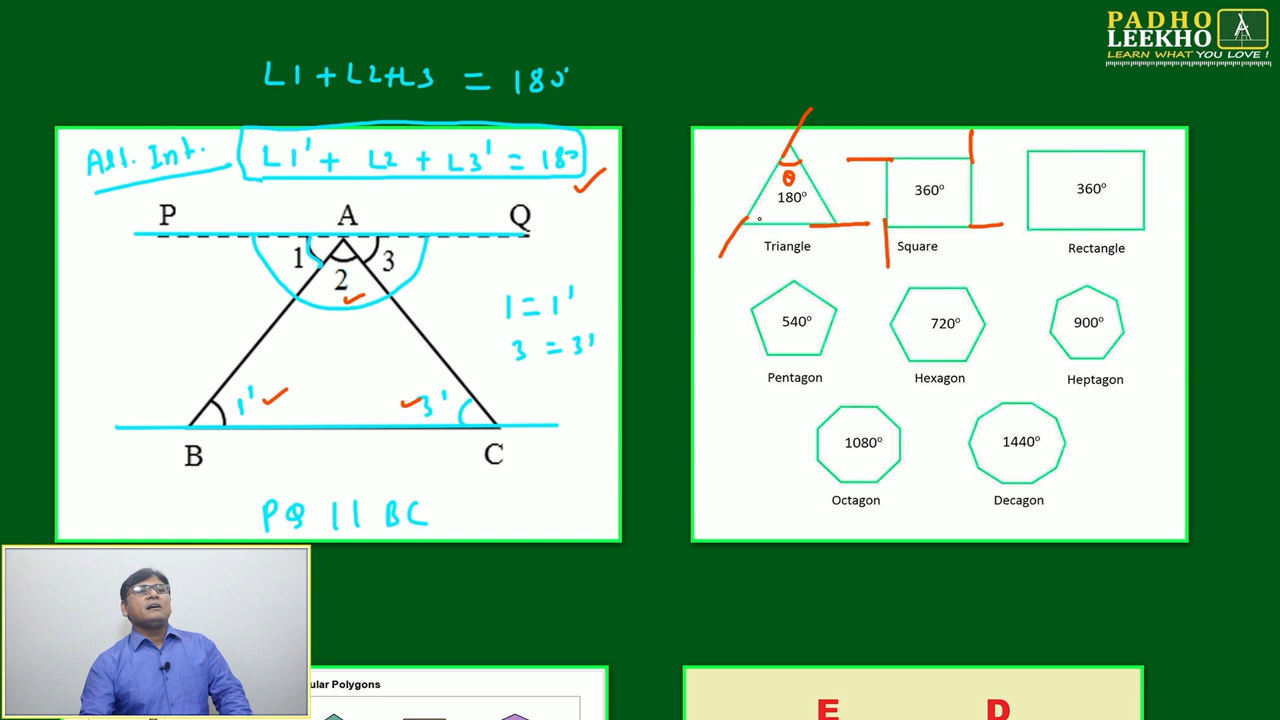 PADHO
LEEKHO
LEARN WHAT YOU LOVE !
∠1 + ∠2 + ∠3 = 180°
Alt. Int.
∠1' + ∠2 + ∠3' = 180
P A Q
1 2 3
1 = 1'
3 = 3'
1' 3'
B C
PQ || BC
θ
180°
Triangle
360°
Square
360°
Rectangle
540°
Pentagon
720°
Hexagon
900°
Heptagon
1080°
Octagon
1440°
Decagon
ular Polygons
E D